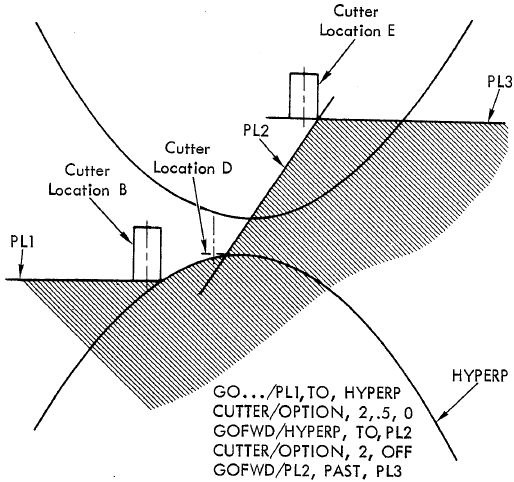 Cutter
Location E
PL3
PL2
Cutter
Location D
Cutter
Location B
PL1
HYPERP
GO.../PL1, TO, HYPERP
CUTTER/OPTION, 2,.5, 0
GOFWD/HYPERP, TO, PL2
CUTTER/OPTION, 2, OFF
GOFWD/PL2, PAST, PL3